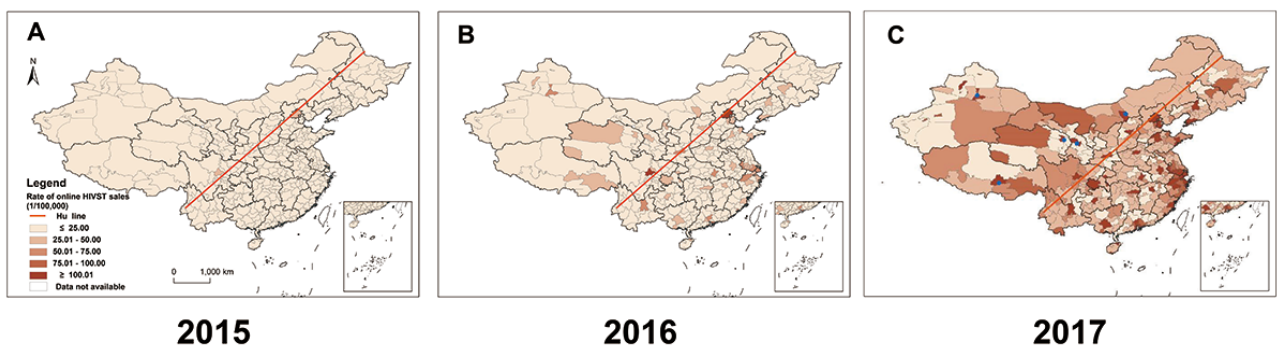 A
N
Legend
Rate of online HIVST sales
(1/100,000)
Hu line
≤ 25.00
25.01 - 50.00
50.01 - 75.00
75.01 - 100.00
≥ 100.01
Data not available
0 1,000 km
2015
B
2016
C
2017